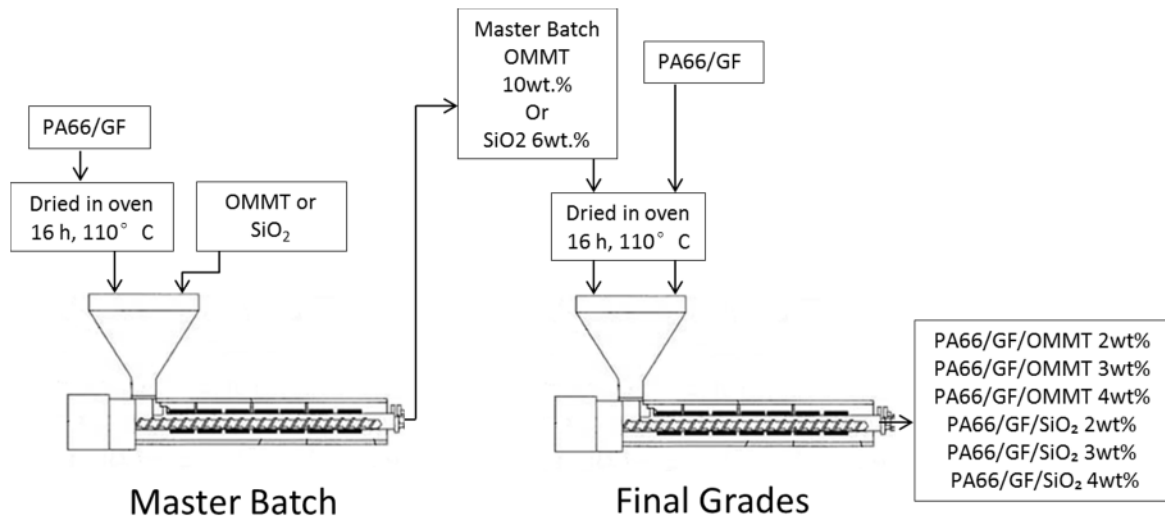 PA66/GF
Dried in oven
16 h, 110° C
OMMT or
SiO₂
Master Batch
Master Batch
OMMT
10wt.%
Or
SiO2 6wt.%
PA66/GF
Dried in oven
16 h, 110° C
Final Grades
PA66/GF/OMMT 2wt%
PA66/GF/OMMT 3wt%
PA66/GF/OMMT 4wt%
PA66/GF/SiO₂ 2wt%
PA66/GF/SiO₂ 3wt%
PA66/GF/SiO₂ 4wt%